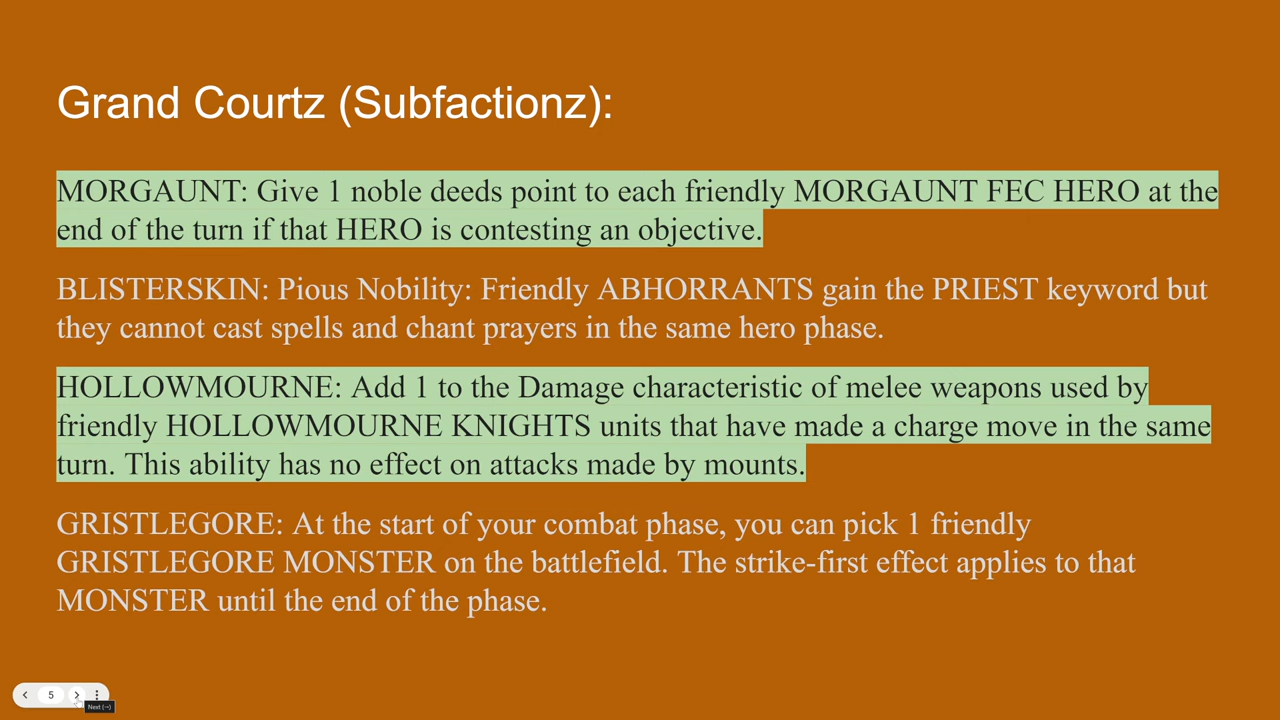 Grand Courtz (Subfactionz):
MORGAUNT: Give 1 noble deeds point to each friendly MORGAUNT FEC HERO at the
end of the turn if that HERO is contesting an objective.
BLISTERSKIN: Pious Nobility: Friendly ABHORRANTS gain the PRIEST keyword but
they cannot cast spells and chant prayers in the same hero phase.
HOLLOWMOURNE: Add 1 to the Damage characteristic of melee weapons used by
friendly HOLLOWMOURNE KNIGHTS units that have made a charge move in the same
turn. This ability has no effect on attacks made by mounts.
GRISTLEGORE: At the start of your combat phase, you can pick 1 friendly
GRISTLEGORE MONSTER on the battlefield. The strike-first effect applies to that
MONSTER until the end of the phase.
5
Next (→)